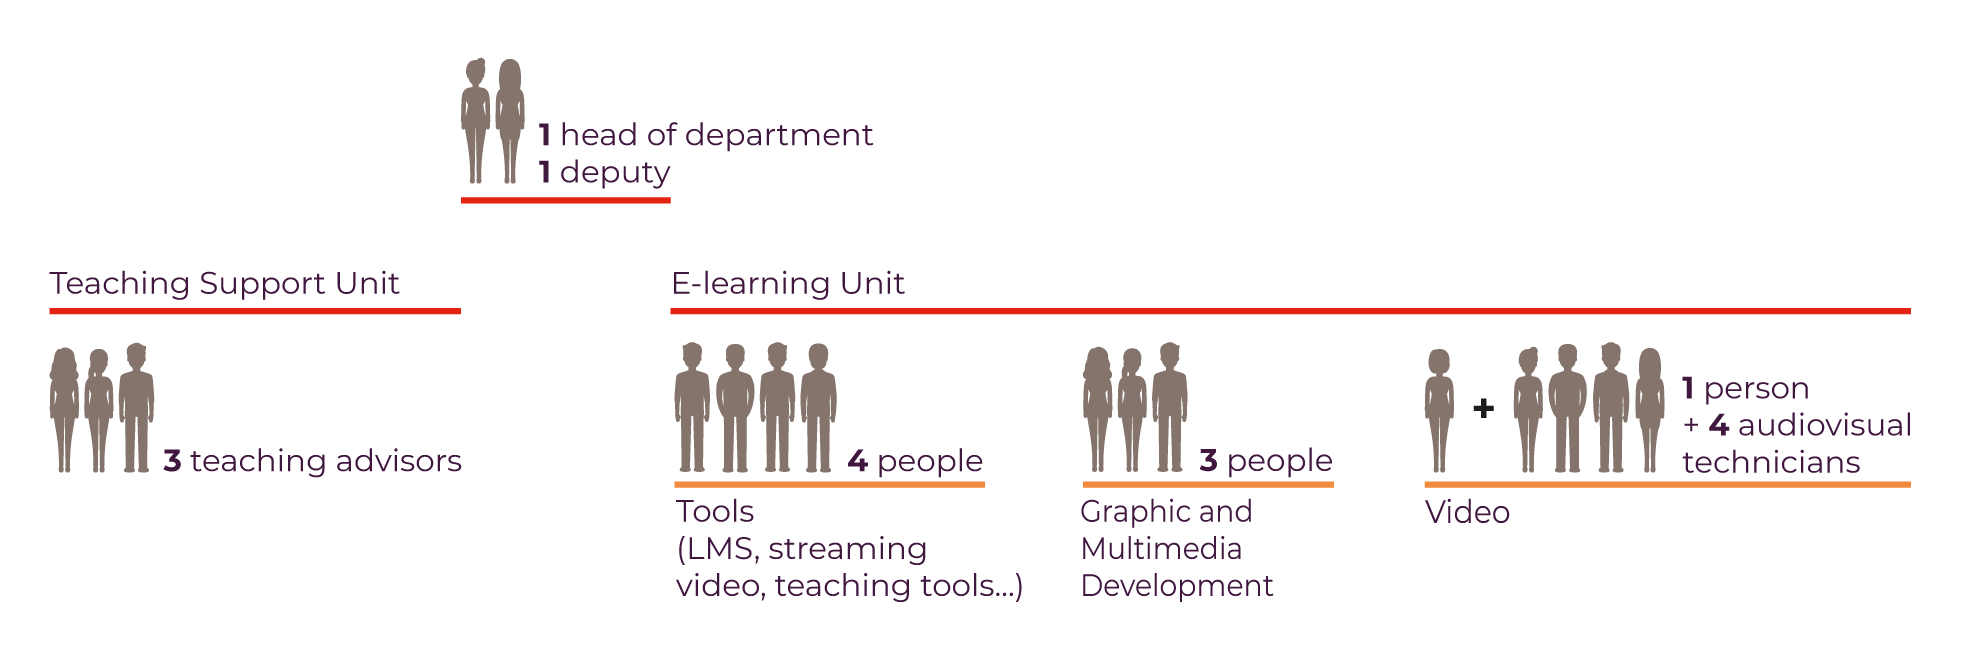 1 head of department
1 deputy
Teaching Support Unit
E-learning Unit
3 teaching advisors
4 people
Tools
(LMS, streaming
video, teaching tools...)
3 people
Graphic and
Multimedia
Development
+
1 person
+ 4 audiovisual
technicians
Video